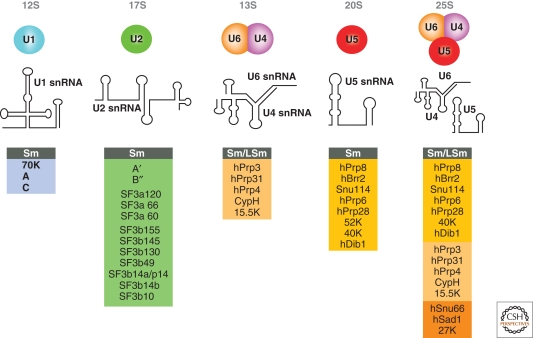 12S
17S
13S
20S
25S
U1
U2
U6 U4
U5
U6 U4
U5
U1 snRNA
U2 snRNA
U6 snRNA
U4 snRNA
U5 snRNA
U6
U4
U5
Sm
70K
A
C
Sm
A′
B″
SF3a120
SF3a 66
SF3a 60
SF3b155
SF3b145
SF3b130
SF3b49
SF3b14a/p14
SF3b14b
SF3b10
Sm/LSm
hPrp3
hPrp31
hPrp4
CypH
15.5K
Sm
hPrp8
hBrr2
Snu114
hPrp6
hPrp28
52K
40K
hDib1
Sm/LSm
hPrp8
hBrr2
Snu114
hPrp6
hPrp28
40K
hDib1
hPrp3
hPrp31
hPrp4
CypH
15.5K
hSnu66
hSad1
27K
CSH
PERSPECTIVES